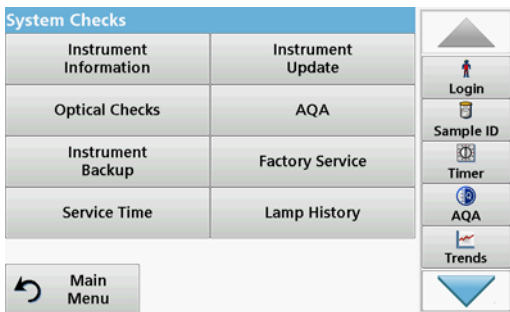 System Checks
Instrument
Information
Instrument
Update
Optical Checks
AQA
Instrument
Backup
Factory Service
Service Time
Lamp History
Main
Menu
Login
Sample ID
Timer
AQA
Trends